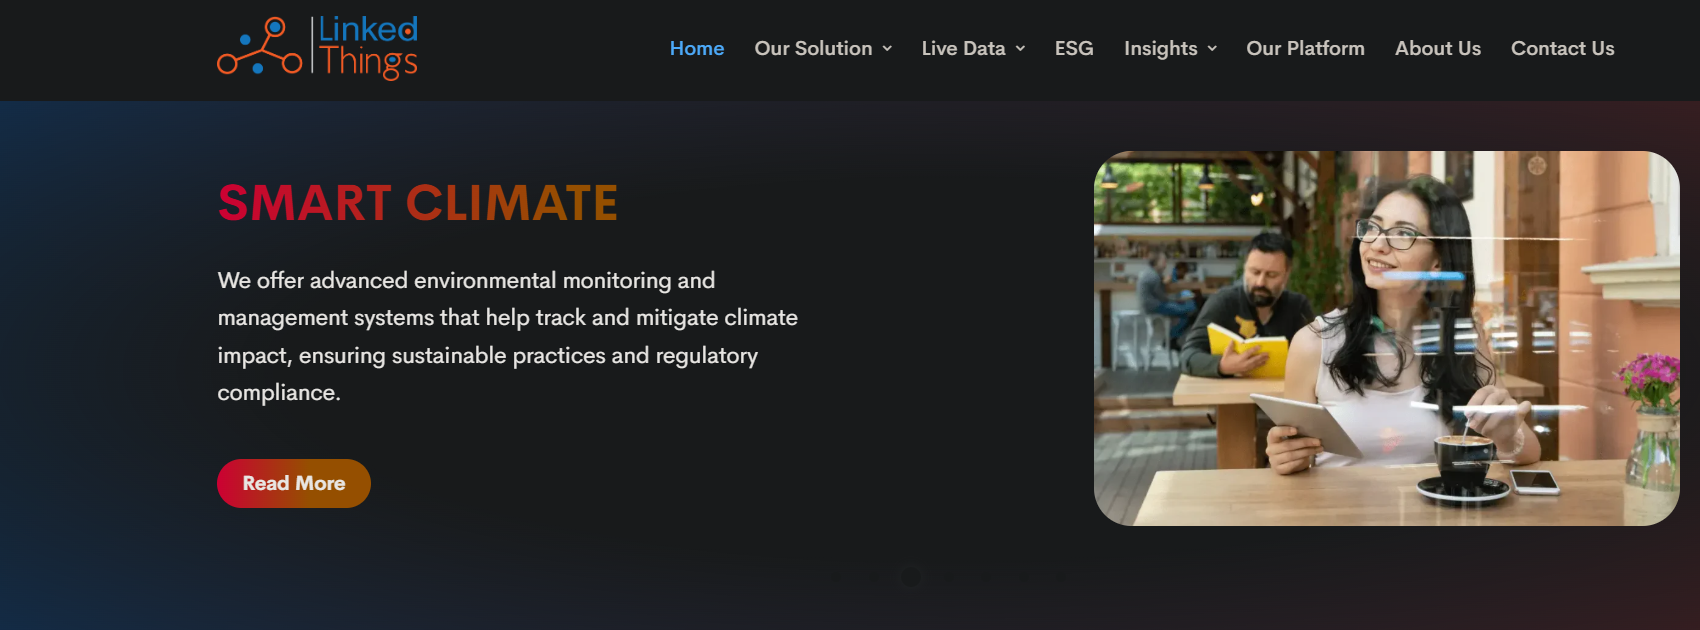 Linked
Things
Home Our Solution Live Data ESG Insights Our Platform About Us Contact Us
SMART CLIMATE
We offer advanced environmental monitoring and
management systems that help track and mitigate climate
impact, ensuring sustainable practices and regulatory
compliance.
Read More